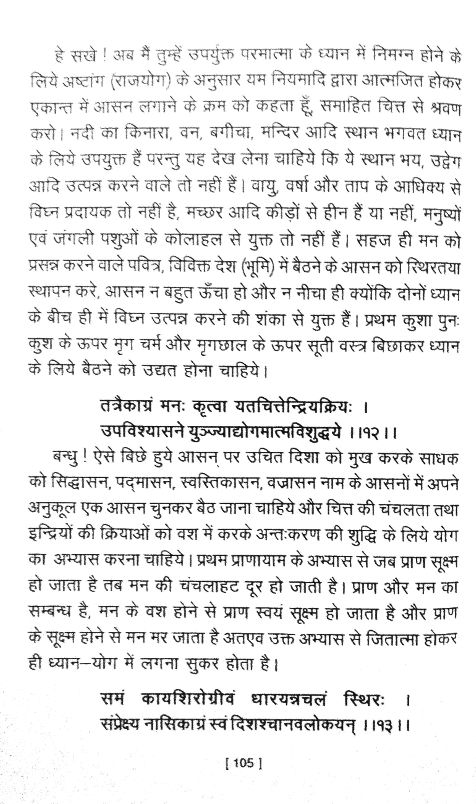 हे सखे ! अब मैं तुम्हें उपर्युक्त परमात्मा के ध्यान में निमग्न होने के
लिये अष्टांग (राजयोग) के अनुसार यम नियमादि द्वारा आत्मजित होकर
एकान्त में आसन लगाने के क्रम को कहता हूँ, समाहित चित्त से श्रवण
करो। नदी का किनारा, वन, बगीचा, मन्दिर आदि स्थान भगवत ध्यान
के लिये उपयुक्त हैं परन्तु यह देख लेना चाहिये कि ये स्थान भय, उद्वेग
आदि उत्पन्न करने वाले तो नहीं हैं। वायु, वर्षा और ताप के आधिक्य से
विघ्न प्रदायक तो नहीं है, मच्छर आदि कीड़ों से हीन हैं या नहीं, मनुष्यों
एवं जंगली पशुओं के कोलाहल से युक्त तो नहीं हैं। सहज ही मन को
प्रसन्न करने वाले पवित्र, विविक्त देश (भूमि) में बैठने के आसन को स्थिरतया
स्थापन करे, आसन न बहुत ऊँचा हो और न नीचा ही क्योंकि दोनों ध्यान
के बीच ही में विघ्न उत्पन्न करने की शंका से युक्त हैं। प्रथम कुशा पुनः
कुश के ऊपर मृग चर्म और मृगछाल के ऊपर सूती वस्त्र बिछाकर ध्यान
के लिये बैठने को उद्यत होना चाहिये।
तत्रैकाग्रं मनः कृत्वा यतचित्तेन्द्रियक्रियः ।
उपविश्यासने युञ्ज्याद्योगमात्मविशुद्धये ।।१२।।
बन्धु ! ऐसे बिछे हुये आसन पर उचित दिशा को मुख करके साधक
को सिद्धासन, पद्मासन, स्वस्तिकासन, वज्रासन नाम के आसनों में अपने
अनुकूल एक आसन चुनकर बैठ जाना चाहिये और चित्त की चंचलता तथा
इन्द्रियों की क्रियाओं को वश में करके अन्तःकरण की शुद्धि के लिये योग
का अभ्यास करना चाहिये। प्रथम प्राणायाम के अभ्यास से जब प्राण सूक्ष्म
हो जाता है तब मन की चंचलाहट दूर हो जाती है। प्राण और मन का
सम्बन्ध है, मन के वश होने से प्राण स्वयं सूक्ष्म हो जाता है और प्राण
के सूक्ष्म होने से मन मर जाता है अतएव उक्त अभ्यास से जितात्मा होकर
ही ध्यान–योग में लगना सुकर होता है।
समं कायशिरोग्रीवं धारयन्नचलं स्थिरः ।
संप्रेक्ष्य नासिकाग्रं स्वं दिशश्चानवलोकयन् ।।१३।।
[ 105 ]